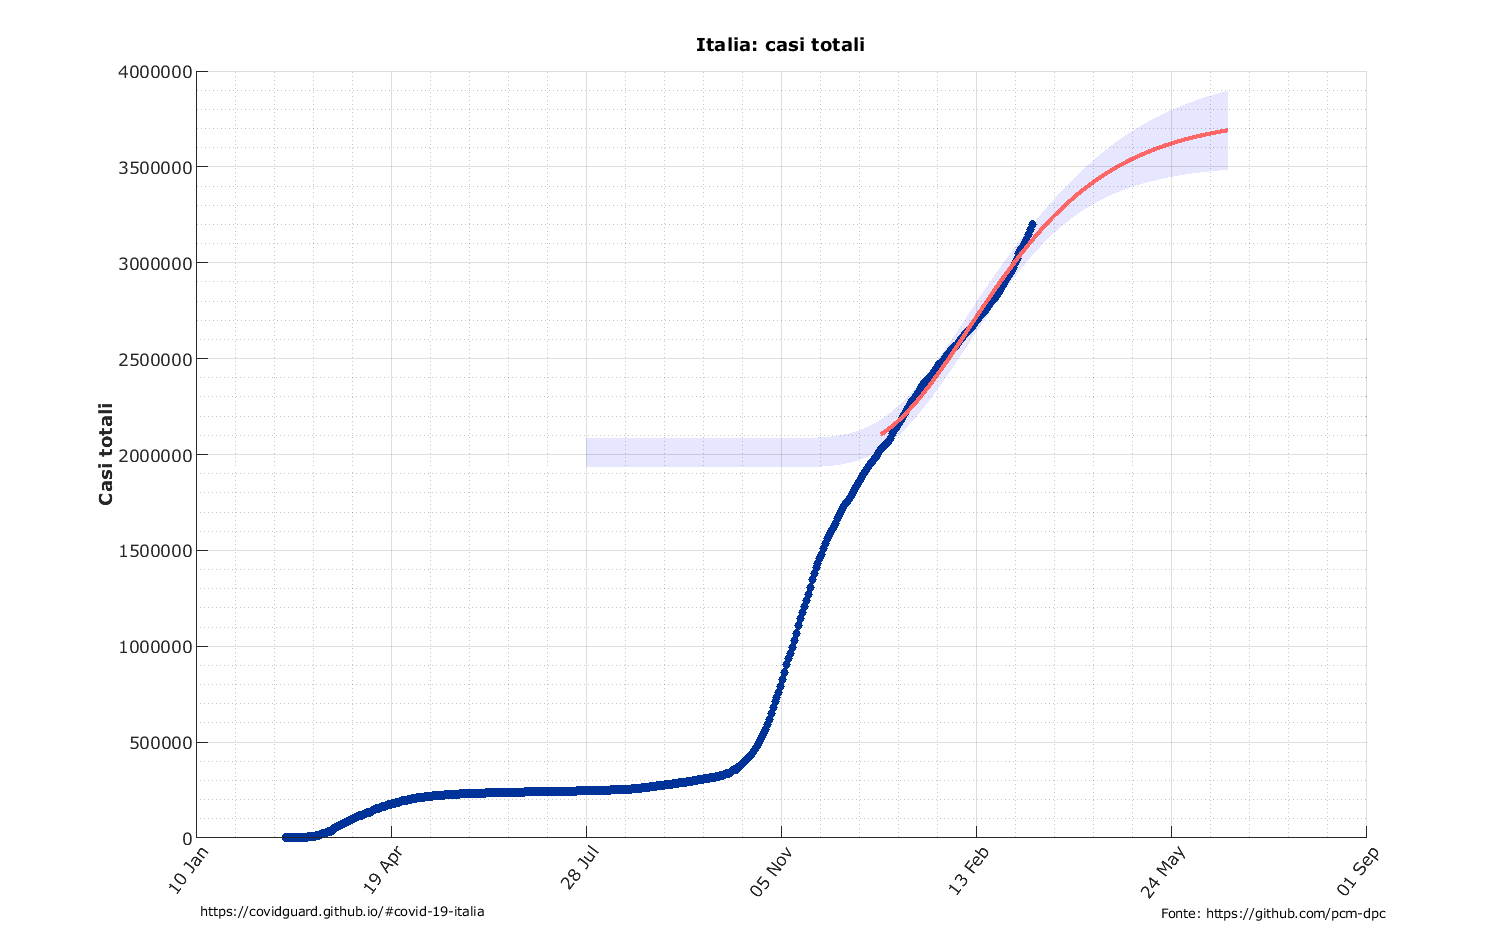 Italia: casi totali
4000000
3500000
3000000
2500000
2000000
1500000
1000000
500000
0
Casi totali
10 Jan
19 Apr
28 Jul
05 Nov
13 Feb
24 May
01 Sep
https://covidguard.github.io/#covid-19-italia
Fonte: https://github.com/pcm-dpc